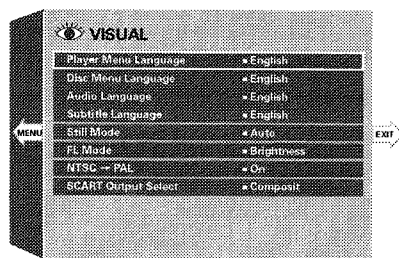 VISUAL
Player Menu Language ▪ English
Disc Menu Language ▪ English
Audio Language ▪ English
Subtitle Language ▪ English
MENU
Still Mode ▪ Auto
EXIT
FL Mode ▪ Brightness
NTSC → PAL ▪ On
SCART Output Select ▪ Composit